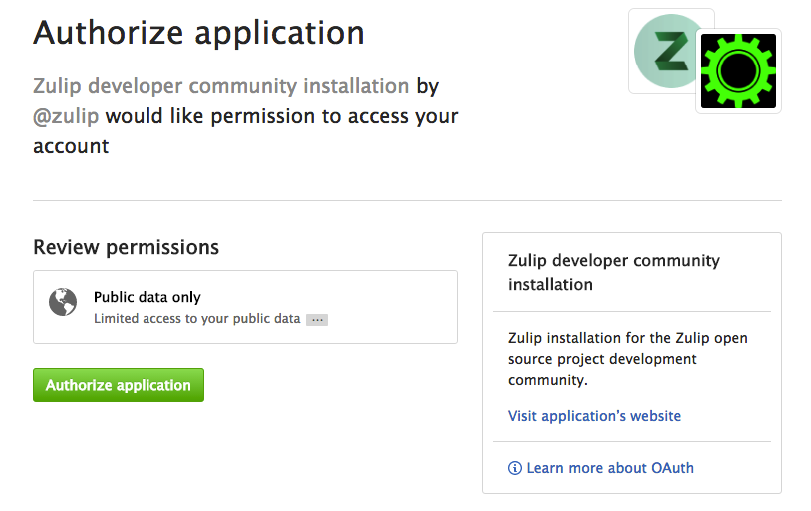 Authorize application
Zulip developer community installation by
@zulip would like permission to access your
account
Review permissions
Public data only
Limited access to your public data ...
Authorize application
Zulip developer community
installation
Zulip installation for the Zulip open
source project development
community.
Visit application's website
Learn more about OAuth